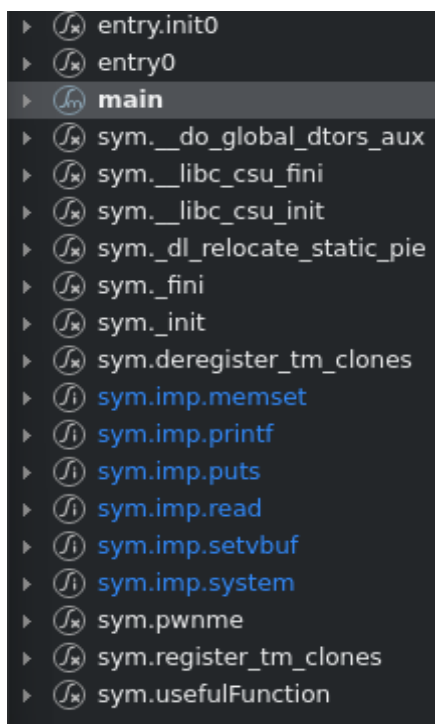 entry.init0
entry0
main
sym.__do_global_dtors_aux
sym.__libc_csu_fini
sym.__libc_csu_init
sym._dl_relocate_static_pie
sym._fini
sym._init
sym.deregister_tm_clones
sym.imp.memset
sym.imp.printf
sym.imp.puts
sym.imp.read
sym.imp.setvbuf
sym.imp.system
sym.pwnme
sym.register_tm_clones
sym.usefulFunction